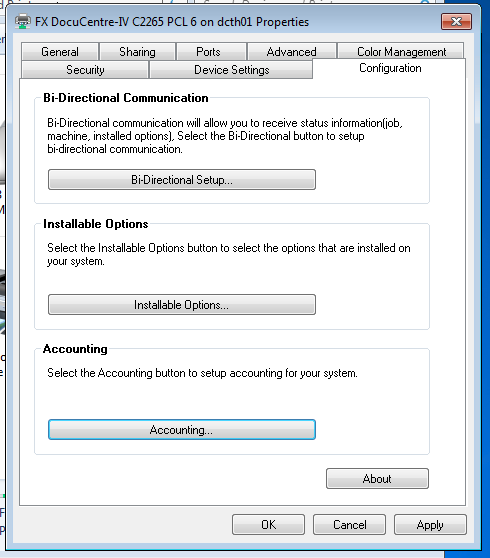 FX DocuCentre-IV C2265 PCL 6 on dcth01 Properties
General Sharing Ports Advanced Color Management
Security Device Settings Configuration
Bi-Directional Communication
Bi-Directional communication will allow you to receive status information(job,
machine, installed options), Select the Bi-Directional button to setup
bi-directional communication.
Bi-Directional Setup...
Installable Options
Select the Installable Options button to select the options that are installed on
your system.
Installable Options...
Accounting
Select the Accounting button to setup accounting for your system.
Accounting...
About
OK Cancel Apply